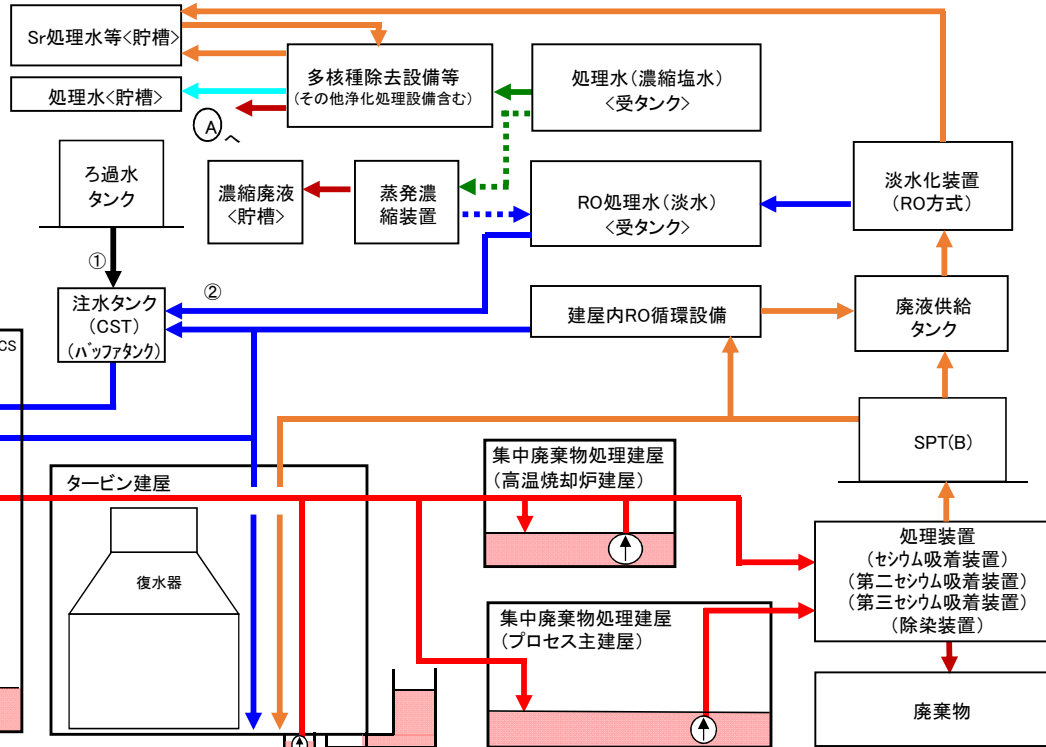 Sr処理水等<貯槽>
処理水<貯槽>
多核種除去設備等
(その他浄化処理設備含む)
処理水(濃縮塩水)
<受タンク>
A
へ
ろ過水
タンク
濃縮廃液
<貯槽>
蒸発濃
縮装置
RO処理水(淡水)
<受タンク>
淡水化装置
(RO方式)
①
②
注水タンク
(CST)
(バッファタンク)
建屋内RO循環設備
廃液供給
タンク
CS
SPT(B)
タービン建屋
復水器
集中廃棄物処理建屋
(高温焼却炉建屋)
処理装置
(セシウム吸着装置)
(第二セシウム吸着装置)
(第三セシウム吸着装置)
(除染装置)
集中廃棄物処理建屋
(プロセス主建屋)
廃棄物